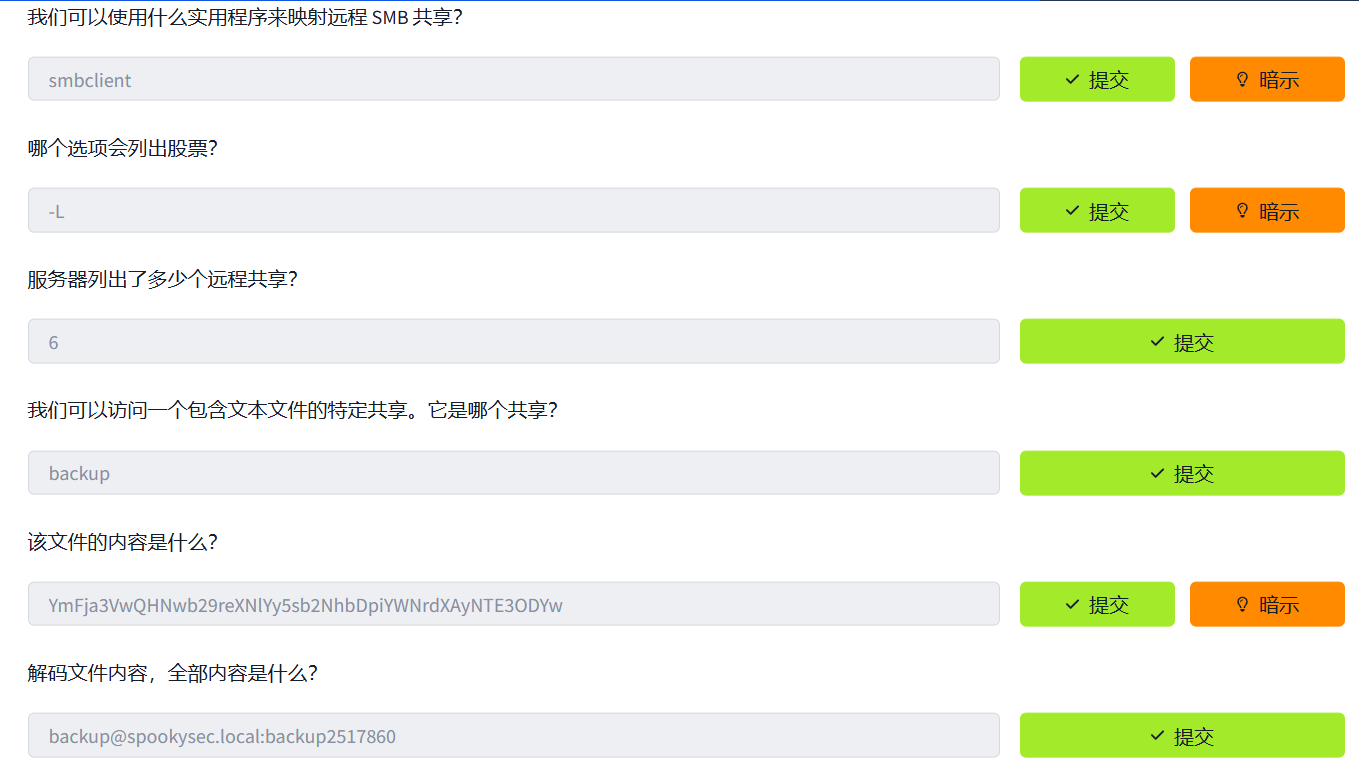 我们可以使用什么实用程序来映射远程 SMB 共享?
smbclient
提交
暗示
哪个选项会列出股票?
-L
提交
暗示
服务器列出了多少个远程共享?
6
提交
我们可以访问一个包含文本文件的特定共享。它是哪个共享?
backup
提交
该文件的内容是什么?
YmFja3VwQHNwb29reXNlYy5sb2NhbDpiYWNrdXAyNTE3ODYw
提交
暗示
解码文件内容，全部内容是什么?
backup@spookysec.local:backup2517860
提交